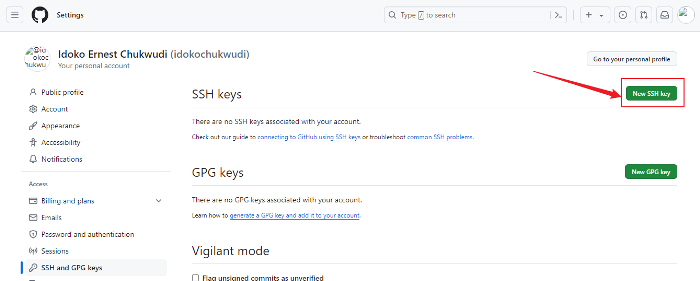 Settings
Type / to search
Idoko Ernest Chukwudi (idokochukwudi)
Your personal account
Go to your personal profile
Public profile
Account
Appearance
Accessibility
Notifications
Access
Billing and plans
Emails
Password and authentication
Sessions
SSH and GPG keys
SSH keys
New SSH key
There are no SSH keys associated with your account.
Check out our guide to connecting to GitHub using SSH keys or troubleshoot common SSH problems.
GPG keys
New GPG key
There are no GPG keys associated with your account.
Learn how to generate a GPG key and add it to your account.
Vigilant mode
Flag unsigned commits as unverified